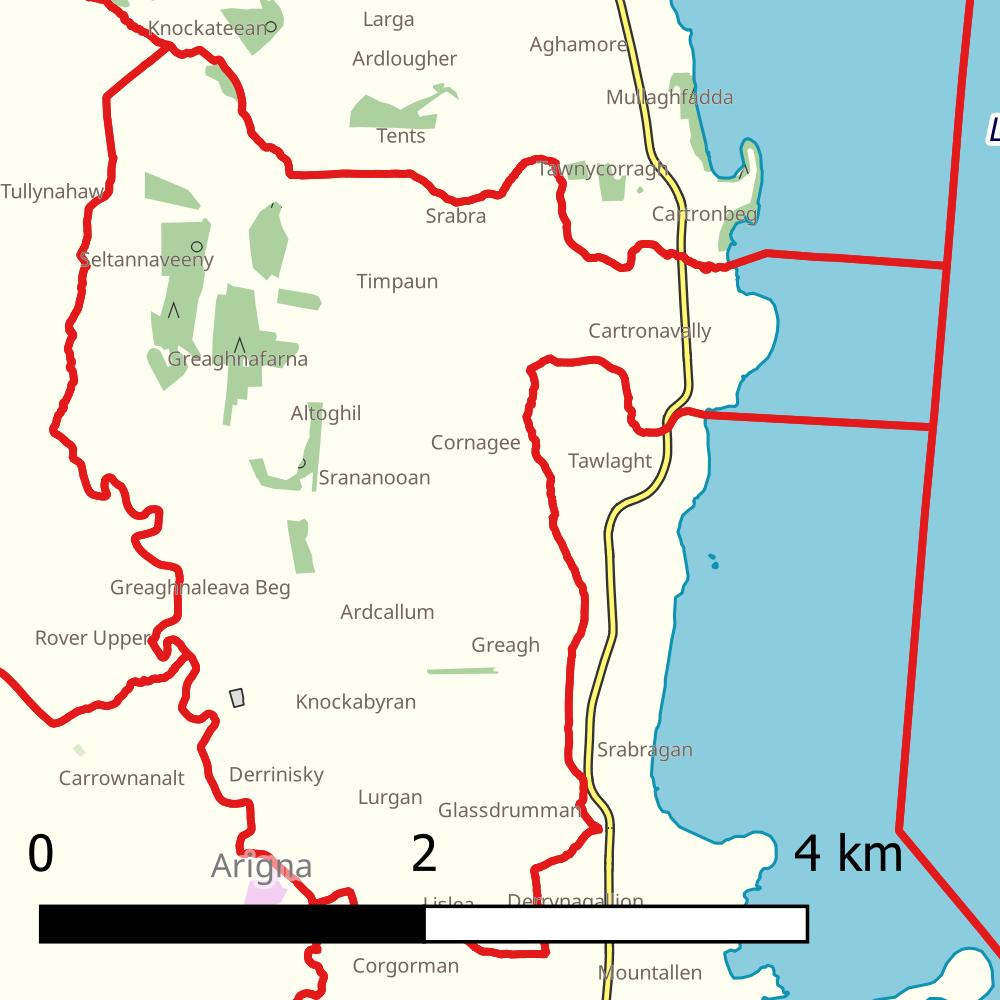 Larga
Knockateean
Aghamore
Ardlougher
Mullaghfadda
L
Tents
Tawnycorragh
Tullynahaw
Srabra
Cartronbeg
Seltannaveeny
Timpaun
Cartronavally
Greaghnafarna
Altoghil
Cornagee
Tawlaght
Srananooan
Greaghnaleava Beg
Ardcallum
Rover Upper
Greagh
Knockabyran
Srabragan
Carrownanalt
Derrinisky
Lurgan
Glassdrumman
0 2 4 km
Arigna
Lislea
Derrynagallion
Corgorman
Mountallen